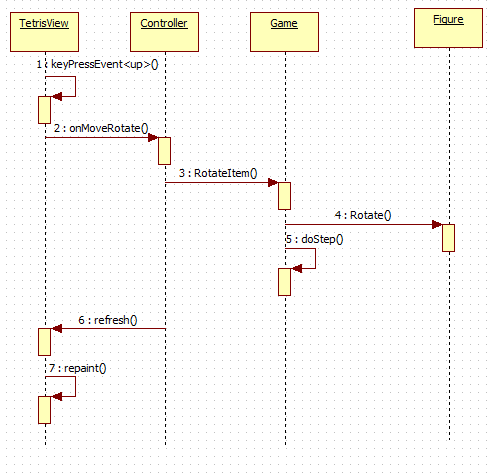 TetrisView
Controller
Game
Figure
1 : keyPressEvent<up>()
2 : onMoveRotate()
3 : RotateItem()
4 : Rotate()
5 : doStep()
6 : refresh()
7 : repaint()